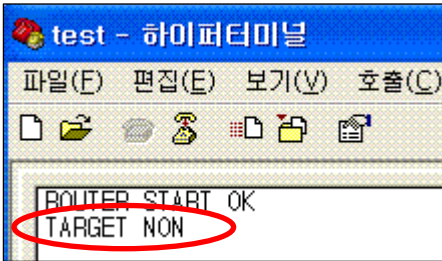 test - 하이퍼터미널
파일(F) 편집(E) 보기(V) 호출(C)
ROUTER START OK
TARGET NON